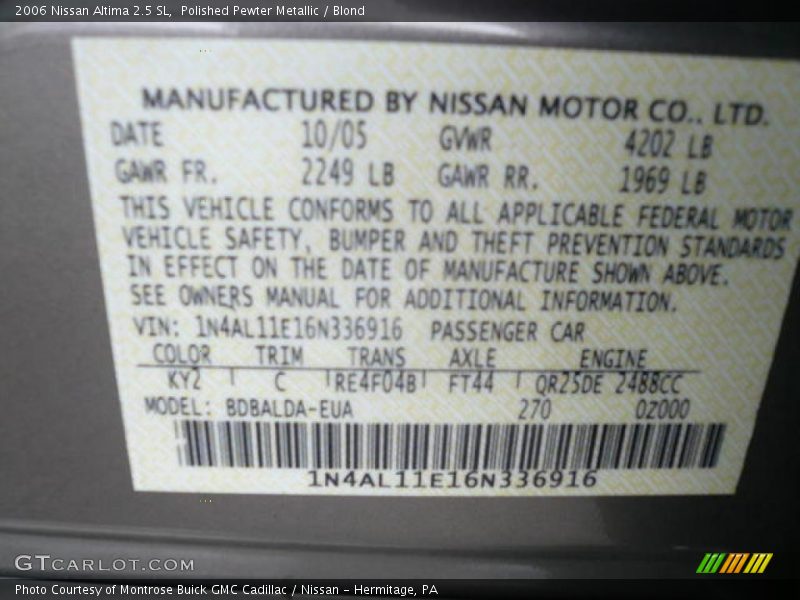 2006 Nissan Altima 2.5 SL, Polished Pewter Metallic / Blond
MANUFACTURED BY NISSAN MOTOR CO., LTD.
DATE 10/05 GVWR 4202 LB
GAWR FR. 2249 LB GAWR RR. 1969 LB
THIS VEHICLE CONFORMS TO ALL APPLICABLE FEDERAL MOTOR
VEHICLE SAFETY, BUMPER AND THEFT PREVENTION STANDARDS
IN EFFECT ON THE DATE OF MANUFACTURE SHOWN ABOVE.
SEE OWNERS MANUAL FOR ADDITIONAL INFORMATION.
VIN: 1N4AL11E16N336916 PASSENGER CAR
COLOR TRIM TRANS AXLE ENGINE
KY2 C RE4F04B FT44 QR25DE 2488CC
MODEL: BDBALDA-EUA 270 0Z000
1N4AL11E16N336916
GTCARLOT.COM
Photo Courtesy of Montrose Buick GMC Cadillac / Nissan - Hermitage, PA